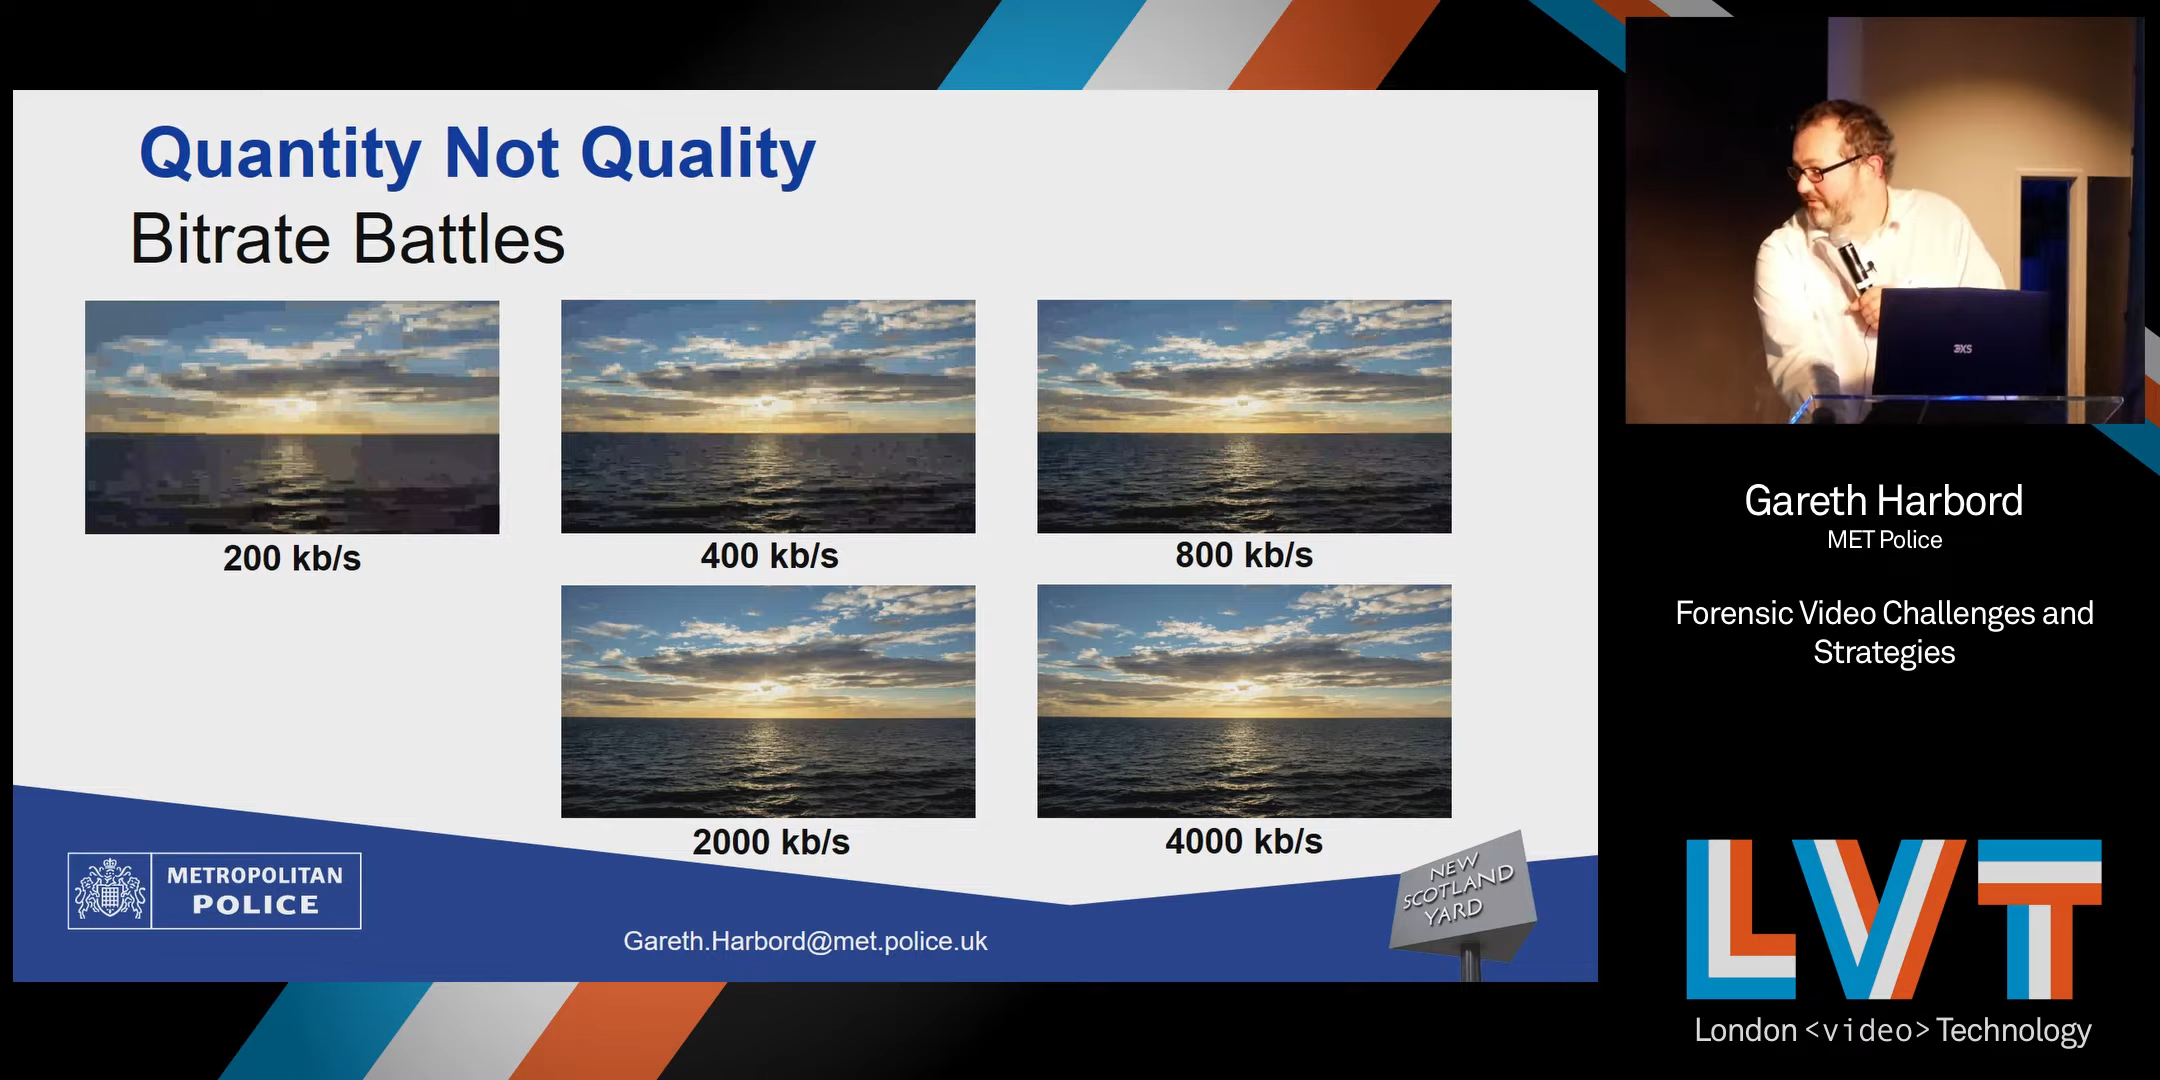 Quantity Not Quality
Bitrate Battles
200 kb/s
400 kb/s
800 kb/s
2000 kb/s
4000 kb/s
METROPOLITAN
POLICE
Gareth.Harbord@met.police.uk
NEW
SCOTLAND
YARD
3XS
Gareth Harbord
MET Police
Forensic Video Challenges and
Strategies
LVT
London <video> Technology